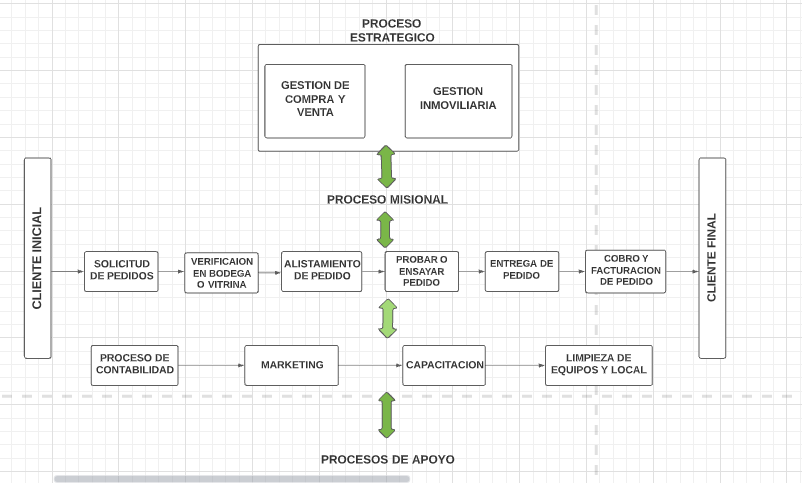 PROCESO
ESTRATEGICO
GESTION DE
COMPRA Y
VENTA
GESTION
INMOVILIARIA
PROCESO MISIONAL
CLIENTE INICIAL
SOLICITUD
DE PEDIDOS
VERIFICAION
EN BODEGA
O VITRINA
ALISTAMIENTO
DE PEDIDO
PROBAR O
ENSAYAR
PEDIDO
ENTREGA DE
PEDIDO
COBRO Y
FACTURACION
DE PEDIDO
CLIENTE FINAL
PROCESO DE
CONTABILIDAD
MARKETING
CAPACITACION
LIMPIEZA DE
EQUIPOS Y LOCAL
PROCESOS DE APOYO